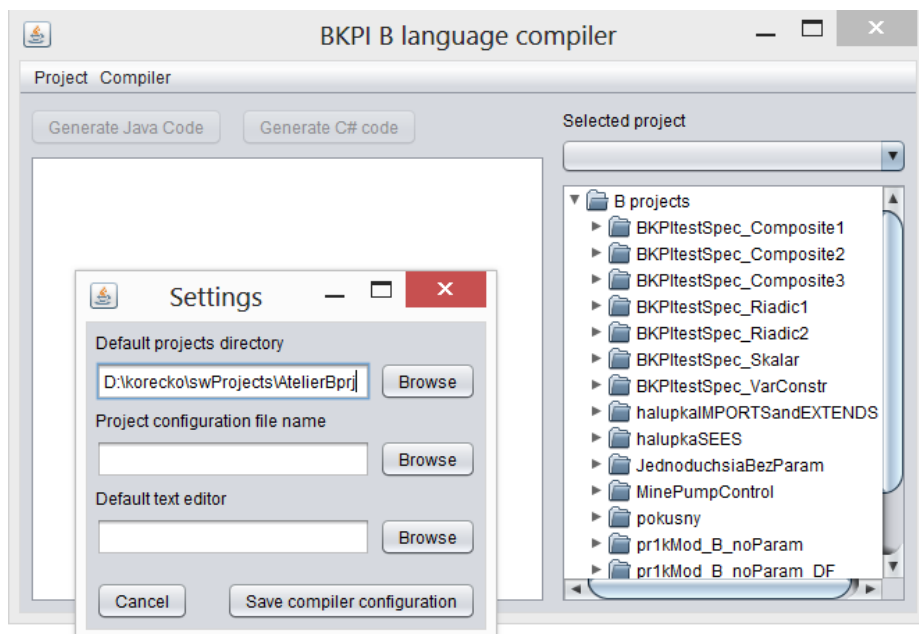 BKPI B language compiler
Project Compiler
Generate Java Code
Generate C# code
Selected project
B projects
BKPItestSpec_Composite1
BKPItestSpec_Composite2
BKPItestSpec_Composite3
BKPItestSpec_Riadic1
BKPItestSpec_Riadic2
BKPItestSpec_Skalar
BKPItestSpec_VarConstr
halupkaIMPORTSandEXTENDS
halupkaSEES
JednoduchsiaBezParam
MinePumpControl
pokusny
pr1kMod_B_noParam
pr1kMod_B_noParam_DF
Settings
Default projects directory
D:\korecko\swProjects\AtelierBprj
Browse
Project configuration file name
Browse
Default text editor
Browse
Cancel
Save compiler configuration